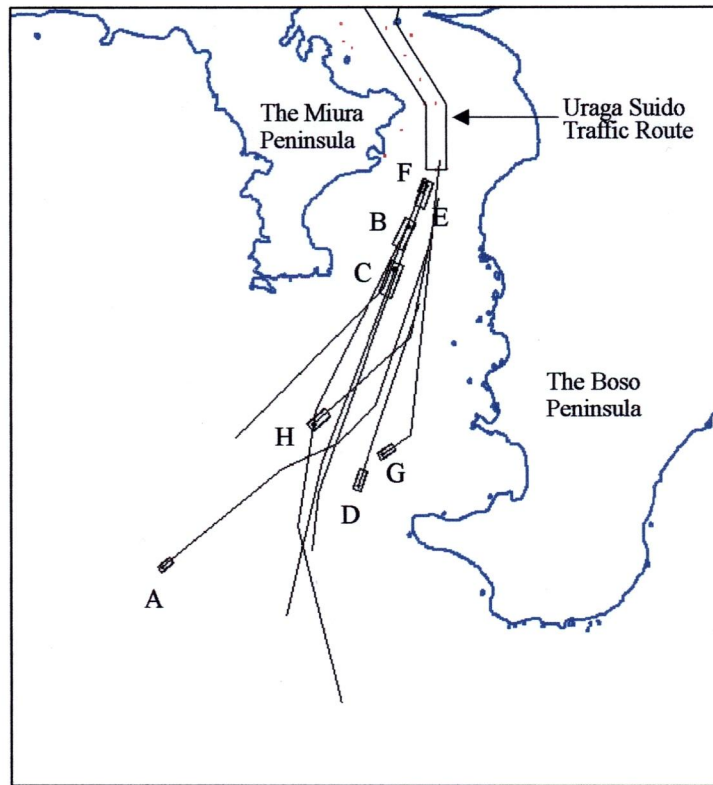 The Miura
Peninsula
Uraga Suido
Traffic Route
F
E
B
C
The Boso
Peninsula
H
G
D
A